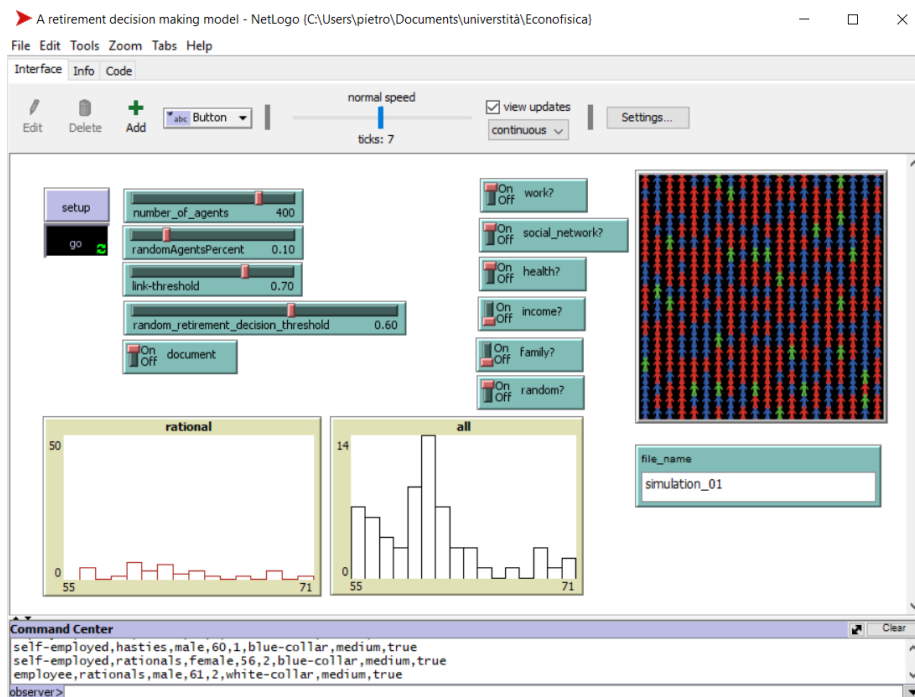 A retirement decision making model - NetLogo {C:\Users\pietro\Documents\universtità\Econofisica}
File Edit Tools Zoom Tabs Help
Interface Info Code
Edit Delete Add abc Button normal speed ticks: 7 view updates continuous Settings...
setup
go
number_of_agents 400
randomAgentsPercent 0.10
link-threshold 0.70
random_retirement_decision_threshold 0.60
On Off document
On Off work?
On Off social_network?
On Off health?
On Off income?
On Off family?
On Off random?
rational
50
0
55 71
all
14
0
55 71
file_name
simulation_01
Command Center Clear
self-employed,hasties,male,60,1,blue-collar,medium,true
self-employed,rationals,female,56,2,blue-collar,medium,true
employee,rationals,male,61,2,white-collar,medium,true
observer>